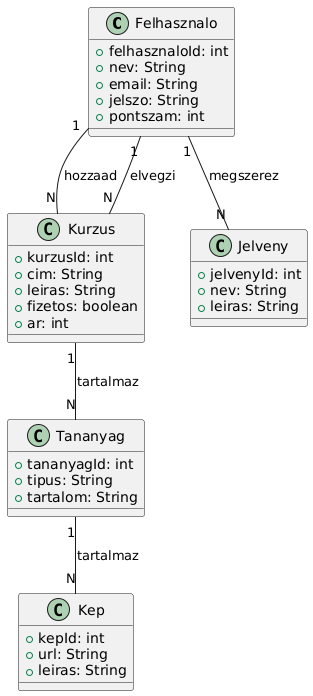 C Felhasznalo
felhasznaloId: int
nev: String
email: String
jelszo: String
pontszam: int
1 1 1
hozzaad elvegzi megszerez
N N N
C Kurzus
kurzusId: int
cim: String
leiras: String
fizetos: boolean
ar: int
C Jelveny
jelvenyId: int
nev: String
leiras: String
1
tartalmaz
N
C Tananyag
tananyagId: int
tipus: String
tartalom: String
1
tartalmaz
N
C Kep
kepId: int
url: String
leiras: String